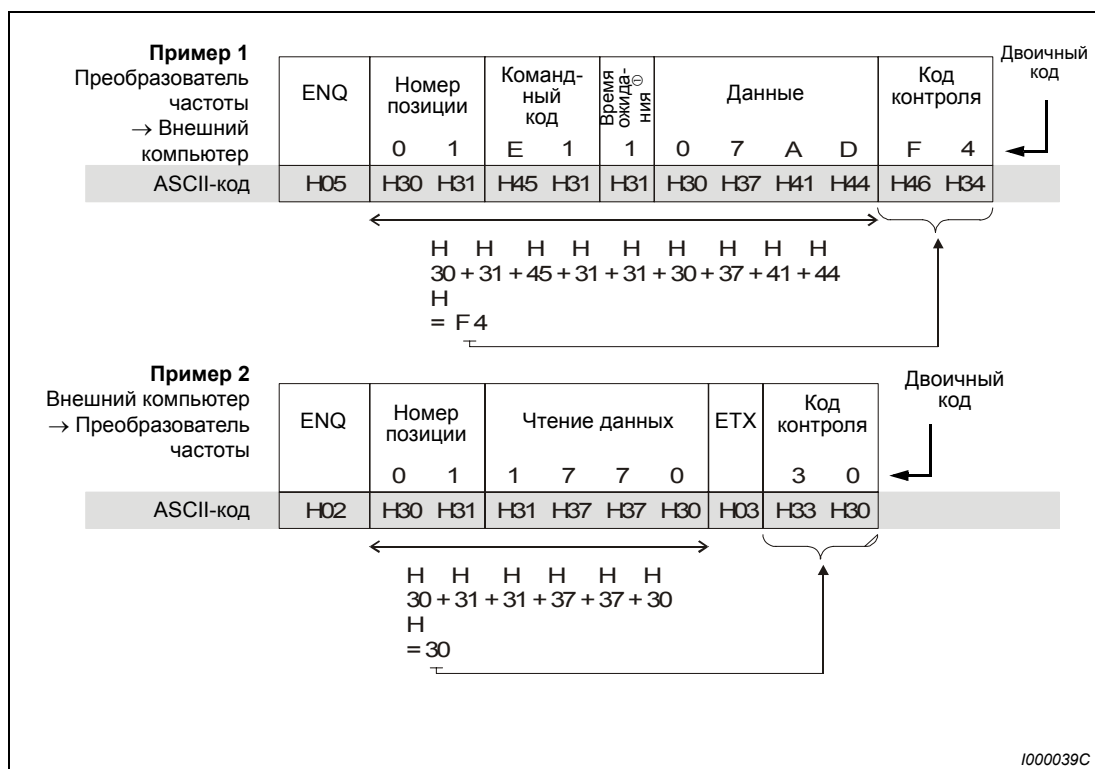 Пример 1
Преобразователь
частоты
→ Внешний
компьютер
ENQ
Номер
позиции
Команд-
ный
код
Время
ожида-
ния
Данные
Код
контроля
Двоичный
код
0 1 E 1 1 0 7 A D F 4
ASCII-код H05 H30 H31 H45 H31 H31 H30 H37 H41 H44 H46 H34
H H H H H H H H H
30 + 31 + 45 + 31 + 31 + 30 + 37 + 41 + 44
H
= F4
Пример 2
Внешний компьютер
→ Преобразователь
частоты
ENQ
Номер
позиции
Чтение данных
ETX
Код
контроля
Двоичный
код
0 1 1 7 7 0 3 0
ASCII-код H02 H30 H31 H31 H37 H37 H30 H03 H33 H30
H H H H H H
30 + 31 + 31 + 37 + 37 + 30
H
= 30
I000039C